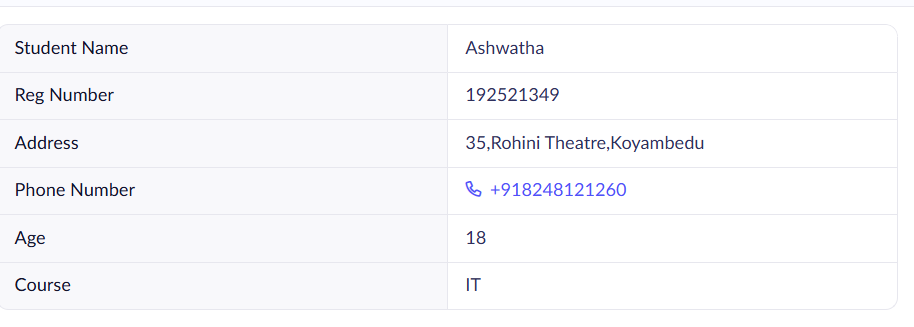 Student Name Ashwatha
Reg Number 192521349
Address 35,Rohini Theatre,Koyambedu
Phone Number +918248121260
Age 18
Course IT